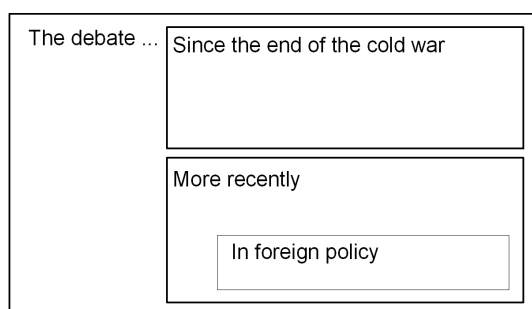 The debate ...
Since the end of the cold war
More recently
In foreign policy